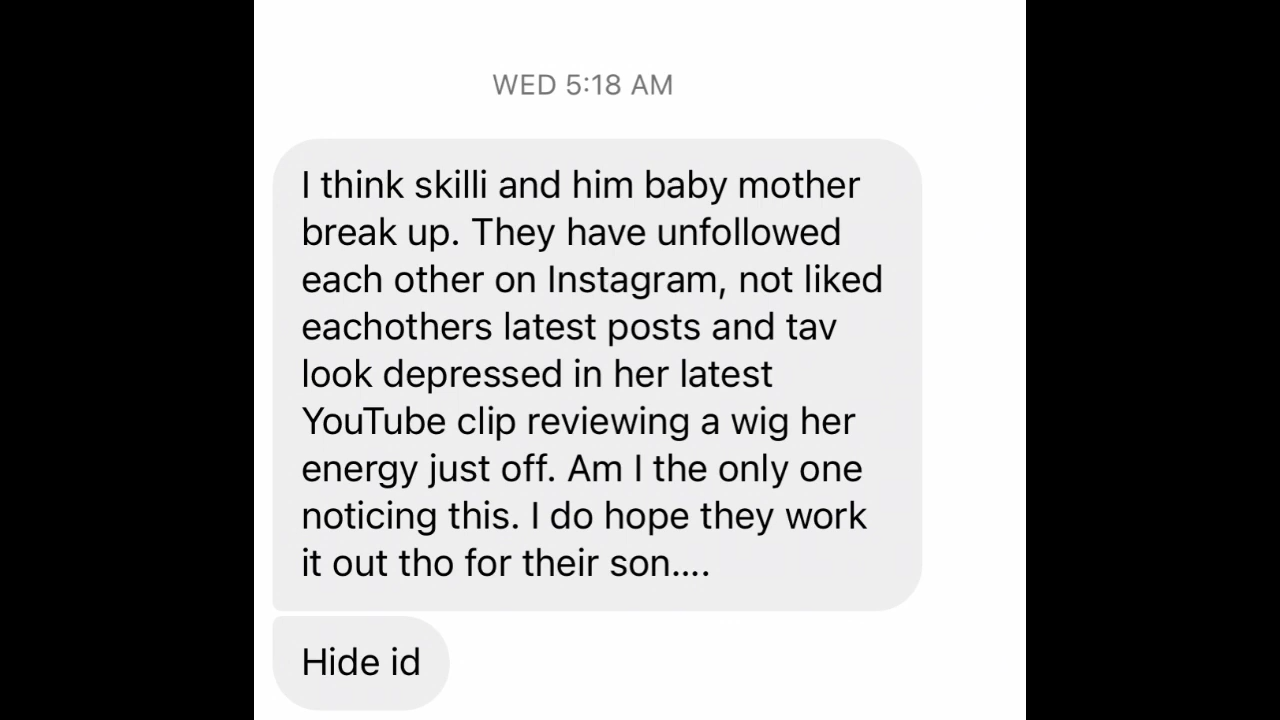 WED 5:18 AM
I think skilli and him baby mother
break up. They have unfollowed
each other on Instagram, not liked
eachothers latest posts and tav
look depressed in her latest
YouTube clip reviewing a wig her
energy just off. Am I the only one
noticing this. I do hope they work
it out tho for their son....
Hide id